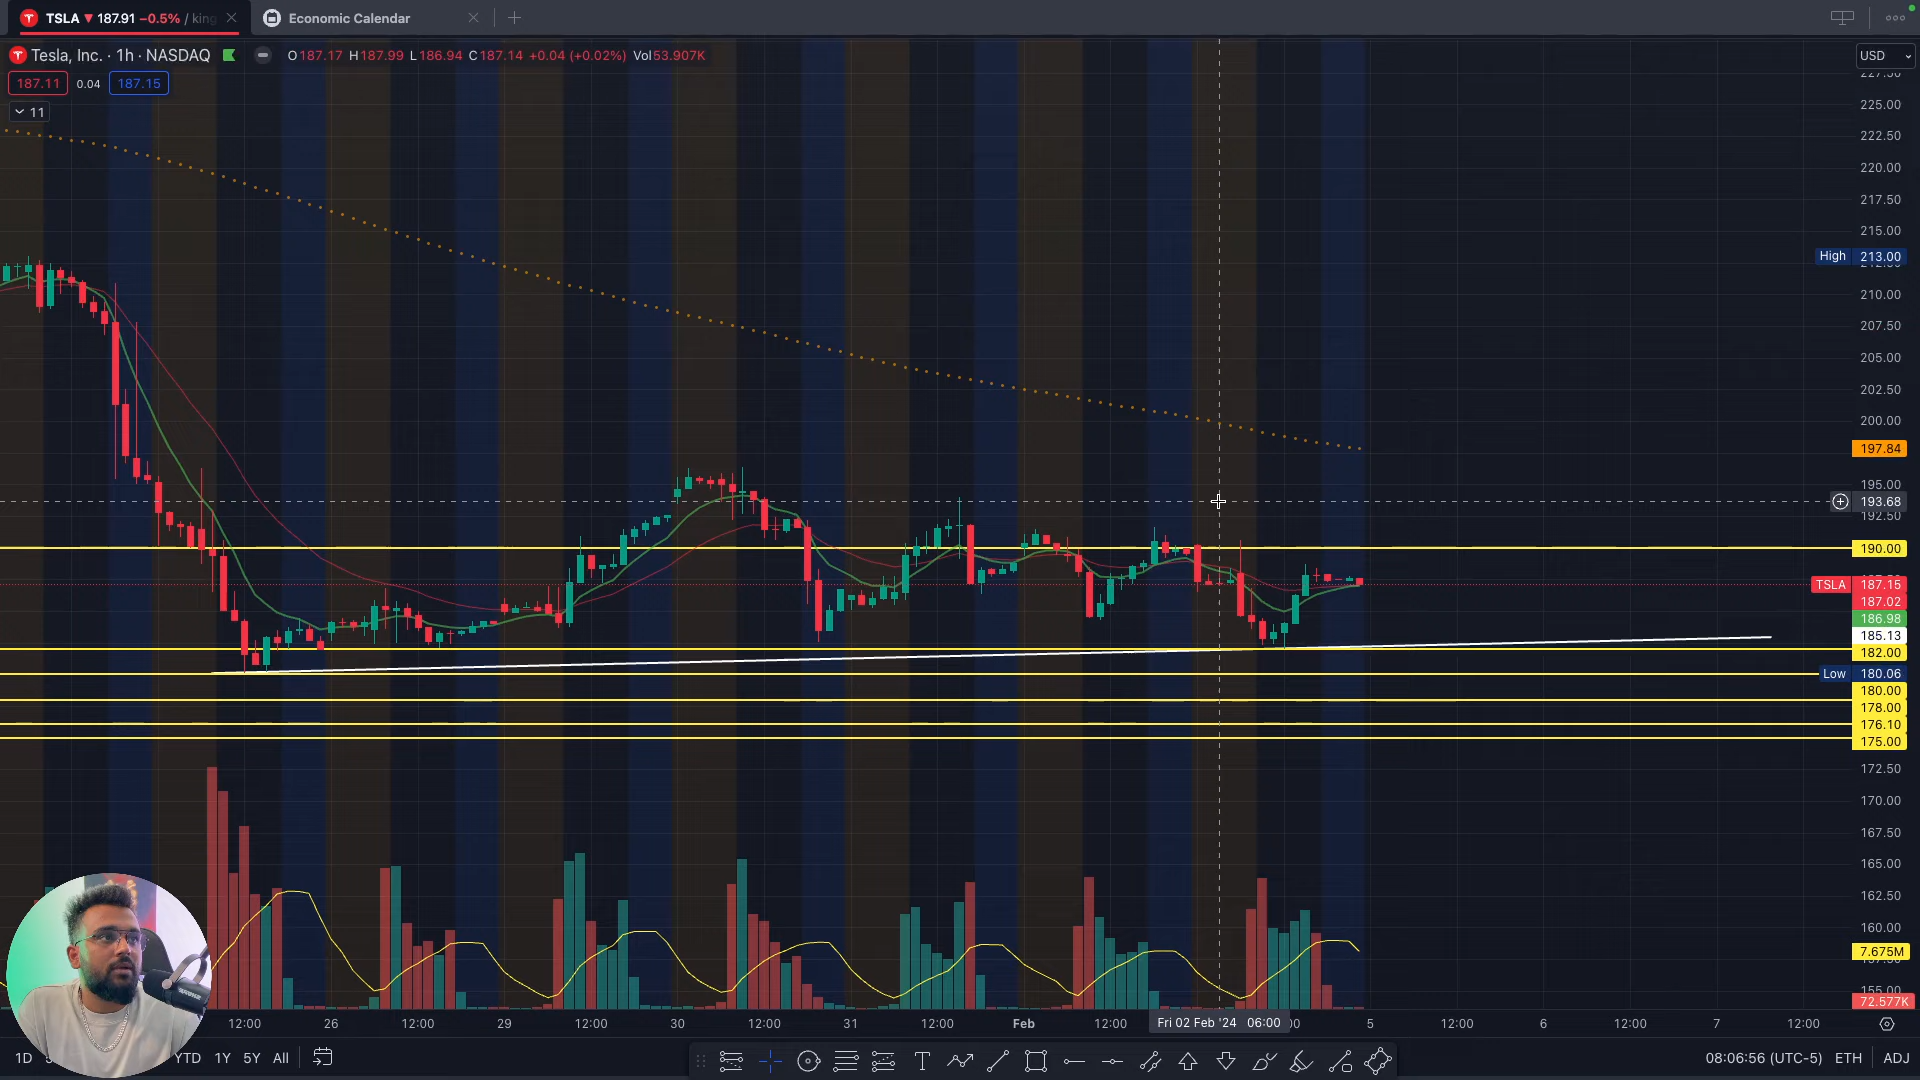 TSLA ▼ 187.91 −0.5% / king
Economic Calendar
Tesla, Inc. · 1h · NASDAQ
O187.17 H187.99 L186.94 C187.14 +0.04 (+0.02%) Vol53.907K
USD
187.11 0.04 187.15
11
225.00
222.50
220.00
217.50
215.00
High 213.00
210.00
207.50
205.00
202.50
200.00
197.84
195.00
193.68
192.50
190.00
TSLA 187.15
187.02
186.98
185.13
182.00
Low 180.06
180.00
178.00
176.10
175.00
172.50
170.00
167.50
165.00
162.50
160.00
7.675M
155.00
72.577K
12:00 26 12:00 29 12:00 30 12:00 31 12:00 Feb 12:00 Fri 02 Feb '24 06:00 5 12:00 6 12:00 7 12:00
1D YTD 1Y 5Y All
T
08:06:56 (UTC-5) ETH ADJ